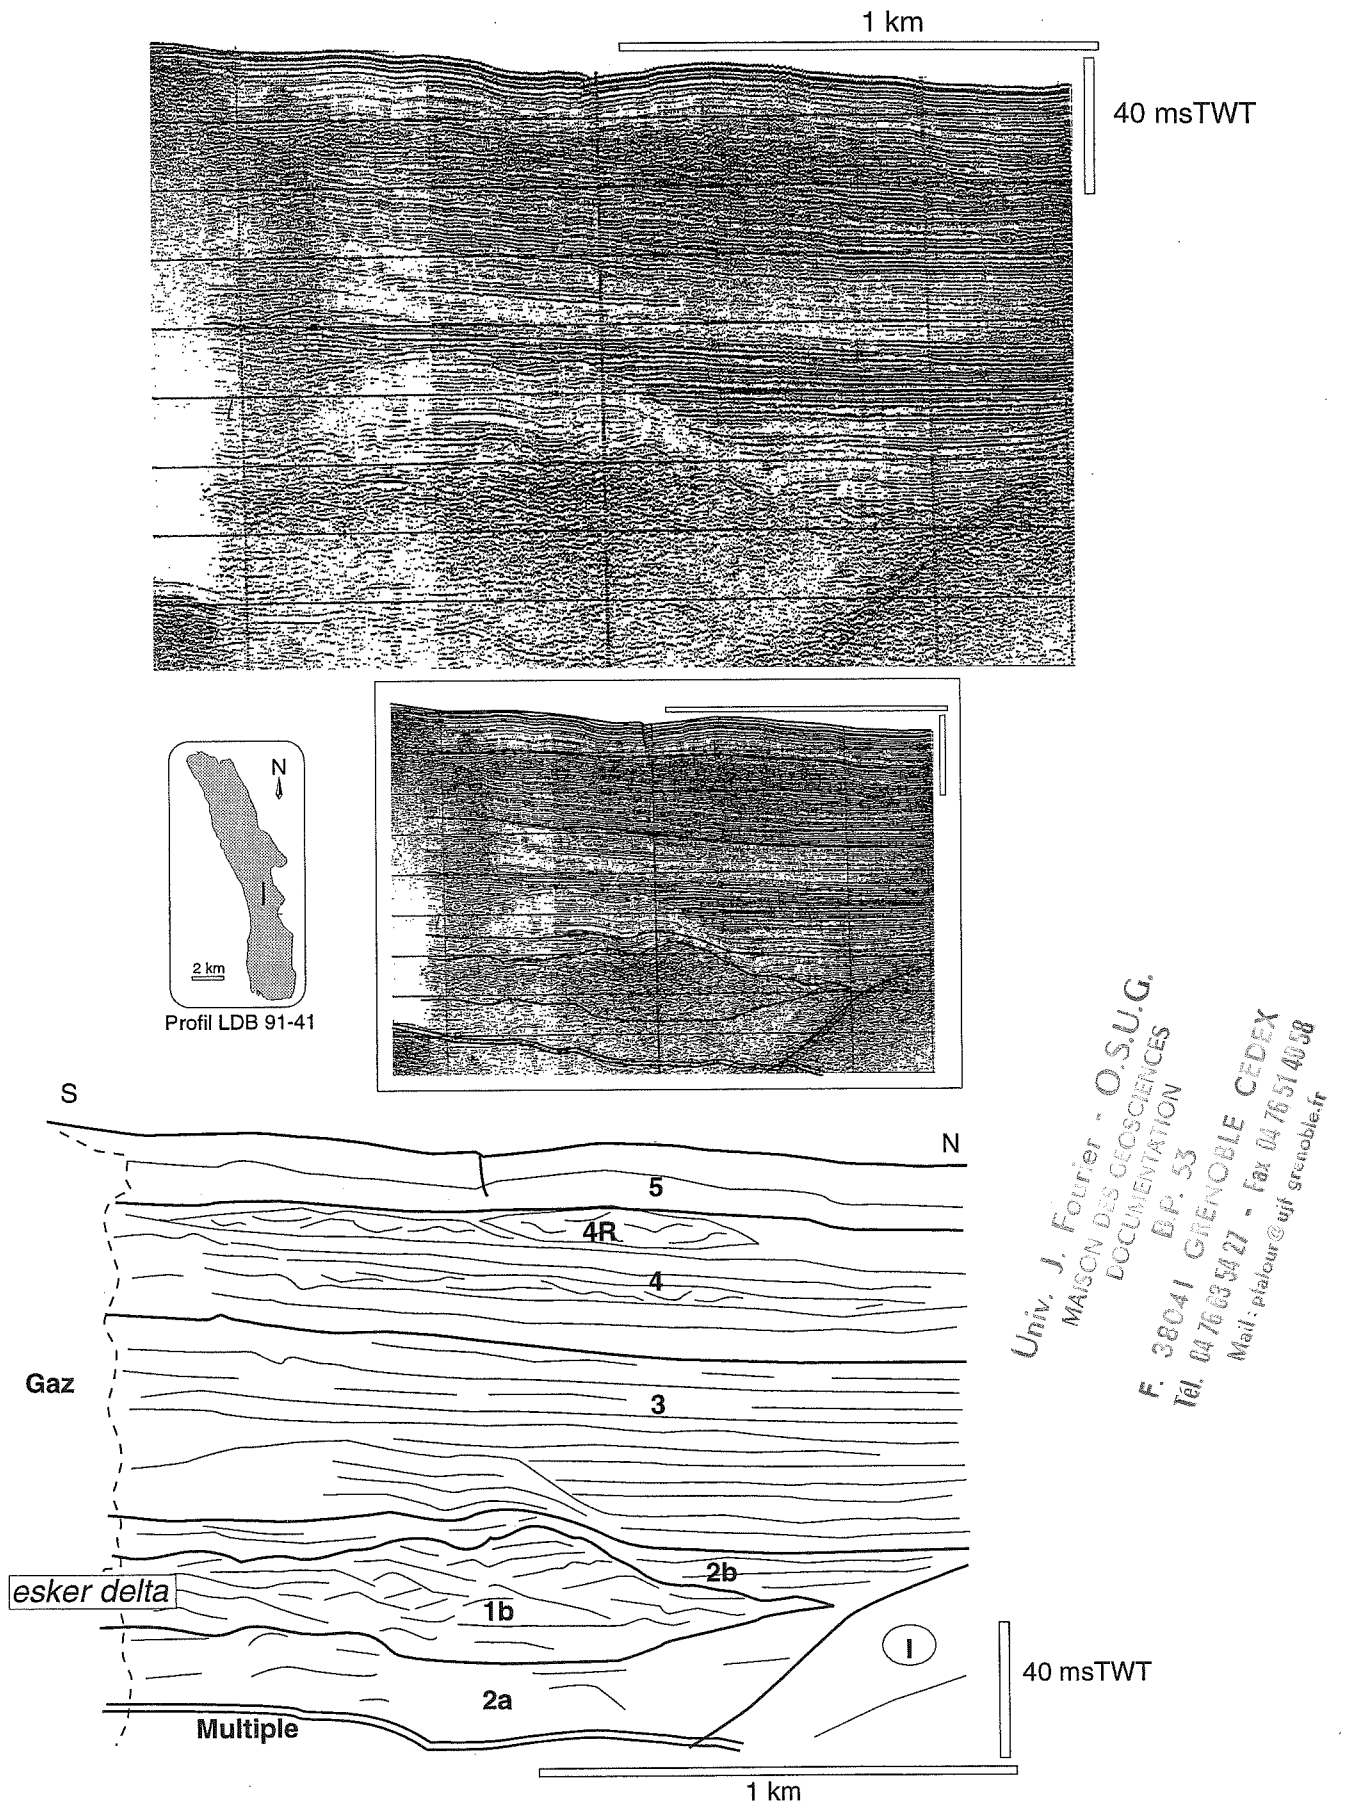 1 km
40 msTWT
N
2 km
Profil LDB 91-41
S
N
5
4R
4
Gaz
3
2b
esker delta
1b
I
40 msTWT
2a
Multiple
1 km
Univ. J. Fourier - O.S.U.G.
MAISON DES GEOSCIENCES
DOCUMENTATION
B.P. 53
F. 38041 GRENOBLE CEDEX
Tél. 04 76 63 54 27 - Fax 04 76 51 40 58
Mail : ptalour@ujf-grenoble.fr